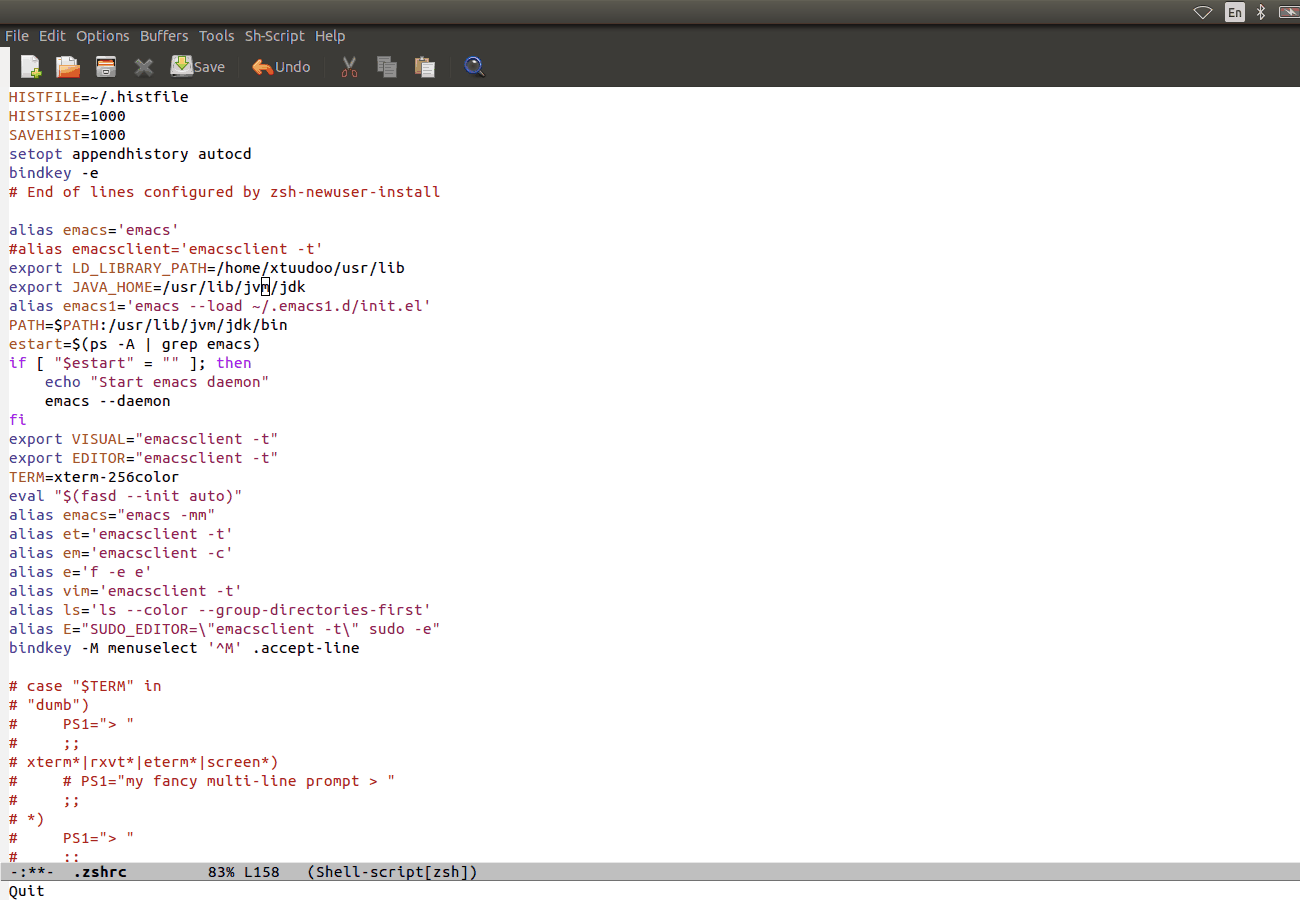 En
File Edit Options Buffers Tools Sh-Script Help
Save Undo
HISTFILE=~/.histfile
HISTSIZE=1000
SAVEHIST=1000
setopt appendhistory autocd
bindkey -e
# End of lines configured by zsh-newuser-install

alias emacs='emacs'
#alias emacsclient='emacsclient -t'
export LD_LIBRARY_PATH=/home/xtuudoo/usr/lib
export JAVA_HOME=/usr/lib/jvm/jdk
alias emacs1='emacs --load ~/.emacs1.d/init.el'
PATH=$PATH:/usr/lib/jvm/jdk/bin
estart=$(ps -A | grep emacs)
if [ "$estart" = "" ]; then
    echo "Start emacs daemon"
    emacs --daemon
fi
export VISUAL="emacsclient -t"
export EDITOR="emacsclient -t"
TERM=xterm-256color
eval "$(fasd --init auto)"
alias emacs="emacs -mm"
alias et='emacsclient -t'
alias em='emacsclient -c'
alias e='f -e e'
alias vim='emacsclient -t'
alias ls='ls --color --group-directories-first'
alias E="SUDO_EDITOR=\"emacsclient -t\" sudo -e"
bindkey -M menuselect '^M' .accept-line

# case "$TERM" in
# "dumb")
#     PS1="> "
#     ;;
# xterm*|rxvt*|eterm*|screen*)
#     # PS1="my fancy multi-line prompt > "
#     ;;
# *)
#     PS1="> "
#     ;;
-:**-  .zshrc         83% L158   (Shell-script[zsh])
Quit